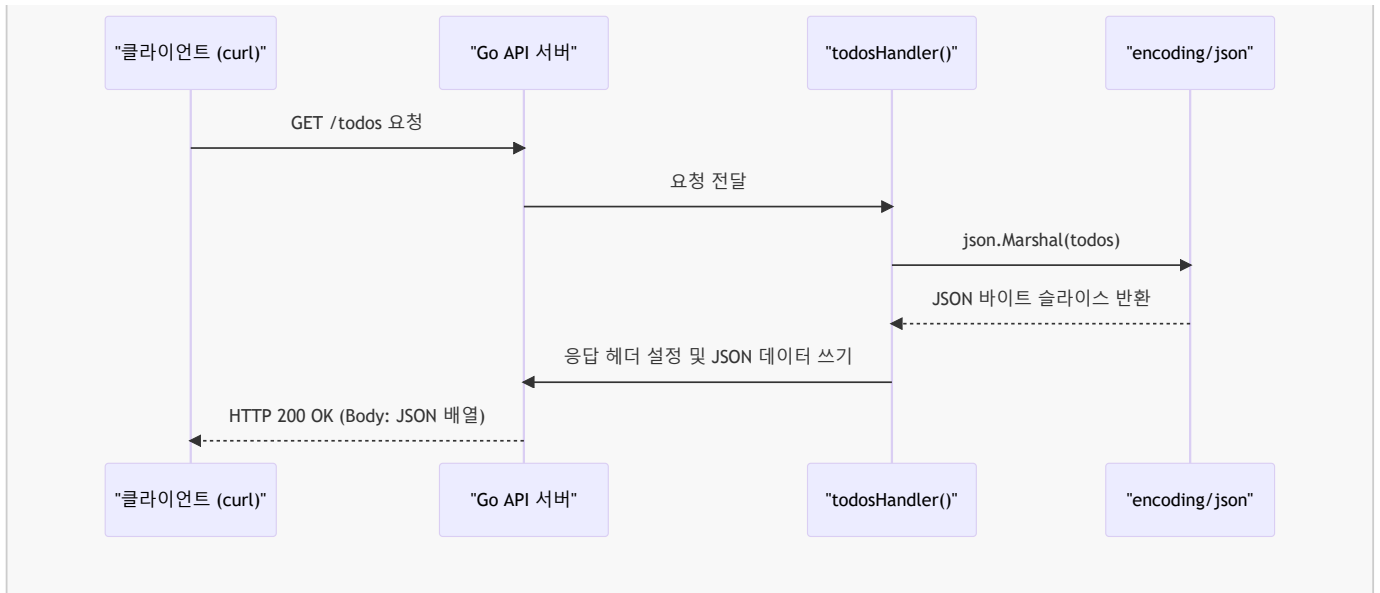 "클라이언트 (curl)"
"Go API 서버"
"todosHandler()"
"encoding/json"
GET /todos 요청
요청 전달
json.Marshal(todos)
JSON 바이트 슬라이스 반환
응답 헤더 설정 및 JSON 데이터 쓰기
HTTP 200 OK (Body: JSON 배열)
"클라이언트 (curl)"
"Go API 서버"
"todosHandler()"
"encoding/json"